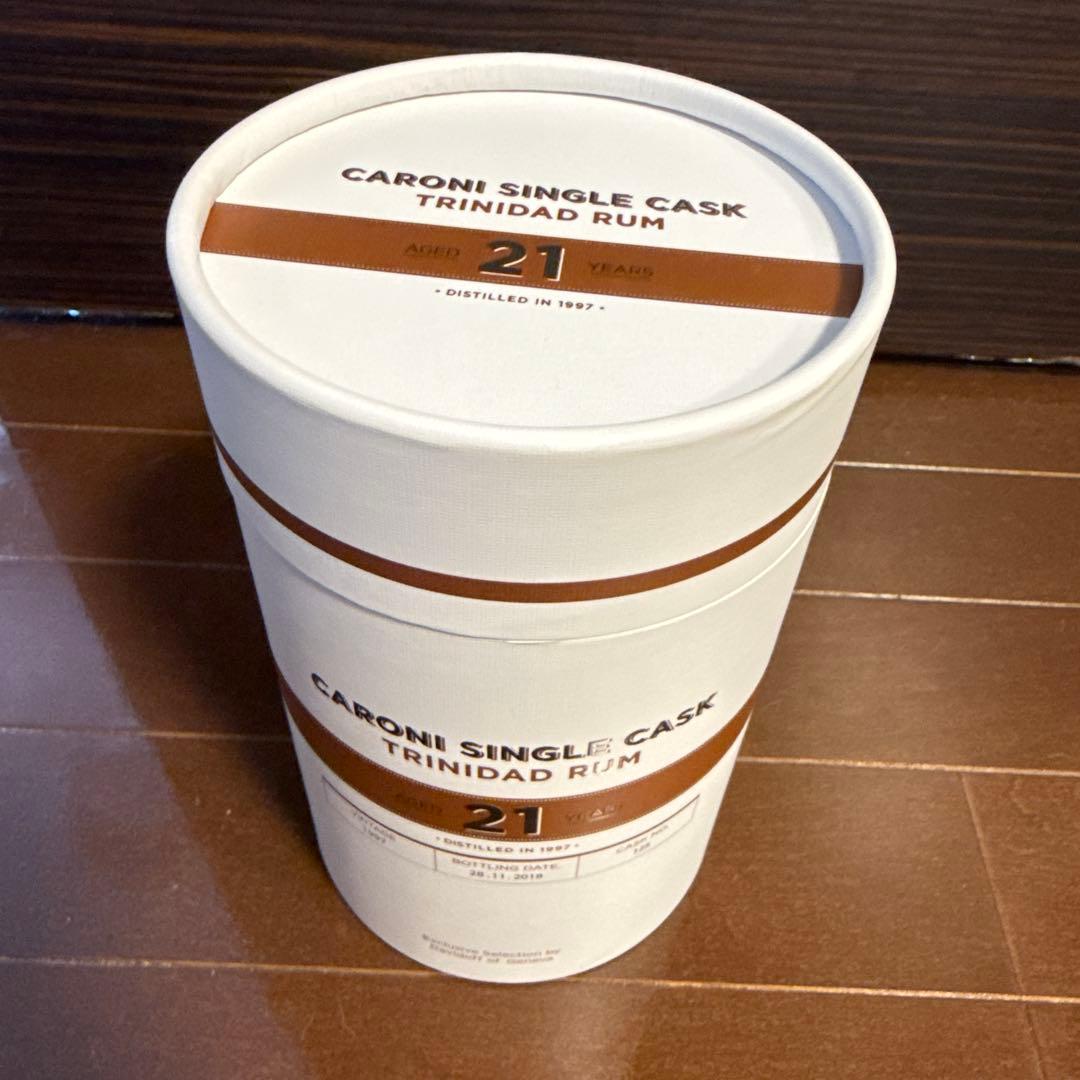 CARONI SINGLE CASK
TRINIDAD RUM
AGED 21 YEARS
• DISTILLED IN 1997 •
CARONI SINGLE CASK
TRINIDAD RUM
AGED 21 YEARS
• DISTILLED IN 1997 •
VINTAGE
1997
BOTTLING DATE.
28.11.2018
CASK NO.
Exclusive Selection by
Davidoff of Geneva